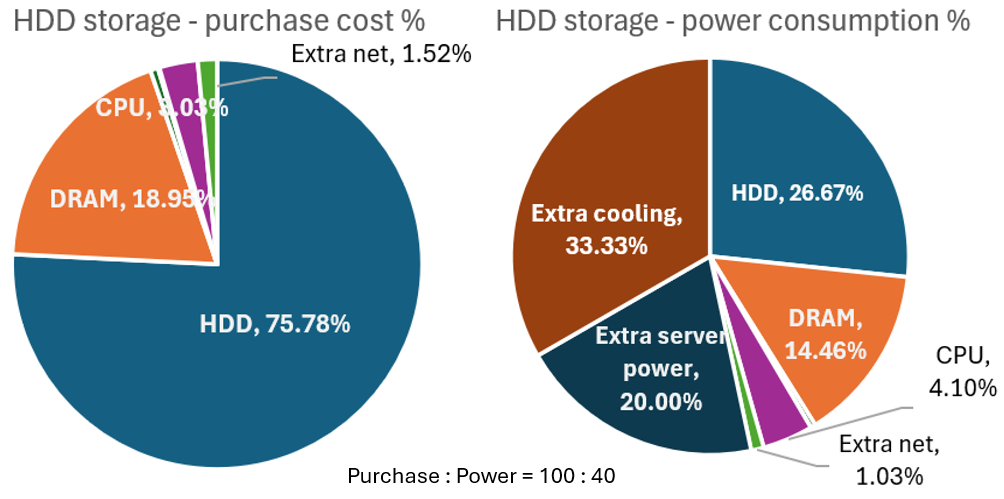 HDD storage - purchase cost %
Extra net, 1.52%
CPU, 3.03%
DRAM, 18.95%
HDD, 75.78%
HDD storage - power consumption %
HDD, 26.67%
Extra cooling,
33.33%
DRAM,
14.46%
Extra server
power,
20.00%
CPU,
4.10%
Extra net,
1.03%
Purchase : Power = 100 : 40